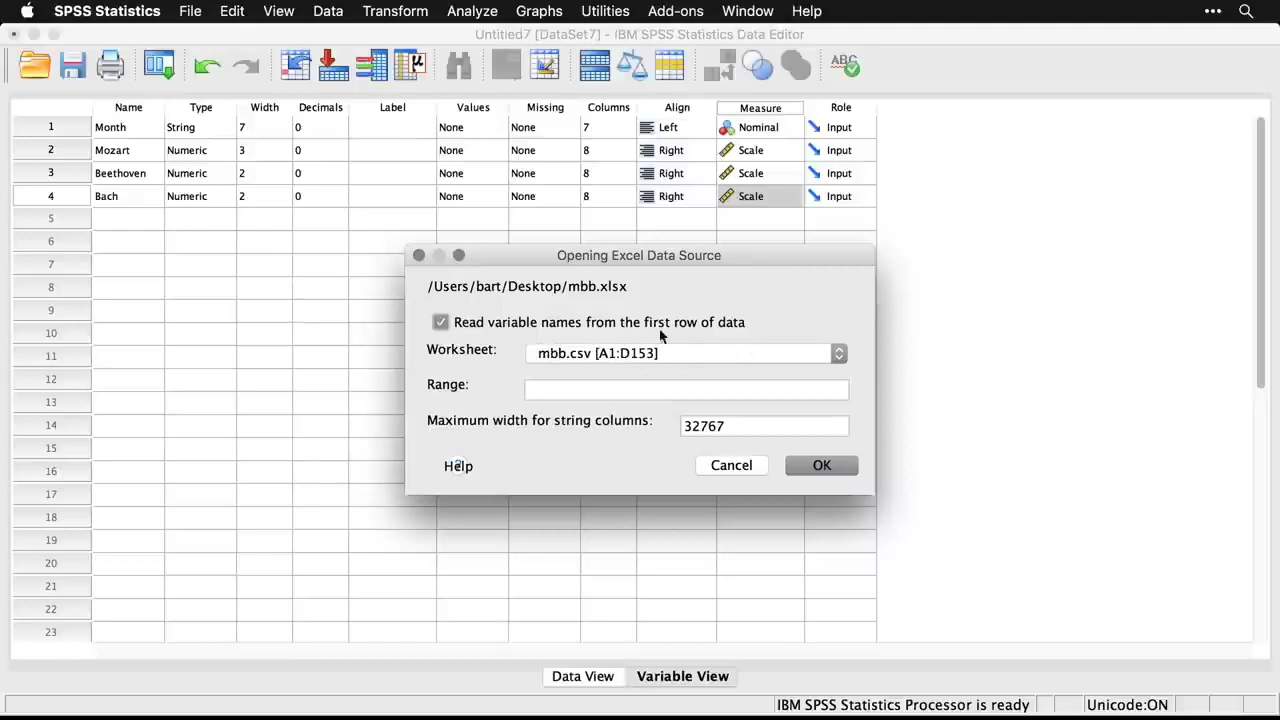 SPSS Statistics File Edit View Data Transform Analyze Graphs Utilities Add-ons Window Help
Untitled7 [DataSet7] - IBM SPSS Statistics Data Editor
Name Type Width Decimals Label Values Missing Columns Align Measure Role
1 Month String 7 0 None None 7 Left Nominal Input
2 Mozart Numeric 3 0 None None 8 Right Scale Input
3 Beethoven Numeric 2 0 None None 8 Right Scale Input
4 Bach Numeric 2 0 None None 8 Right Scale Input
5
6
7
8
9
10
11
12
13
14
15
16
17
18
19
20
21
22
23
Opening Excel Data Source
/Users/bart/Desktop/mbb.xlsx
Read variable names from the first row of data
Worksheet: mbb.csv [A1:D153]
Range:
Maximum width for string columns: 32767
Help Cancel OK
Data View Variable View
IBM SPSS Statistics Processor is ready Unicode:ON